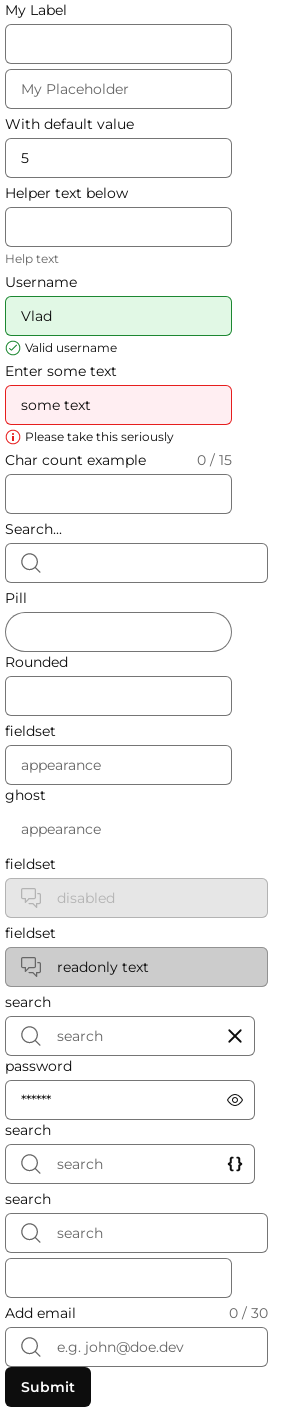 My Label
My Placeholder
With default value
5
Helper text below
Help text
Username
Vlad
Valid username
Enter some text
some text
Please take this seriously
Char count example 0 / 15
Search...
Pill
Rounded
fieldset
appearance
ghost
appearance
fieldset
disabled
fieldset
readonly text
search
search
password
******
search
search {}
search
search
Add email 0 / 30
e.g. john@doe.dev
Submit